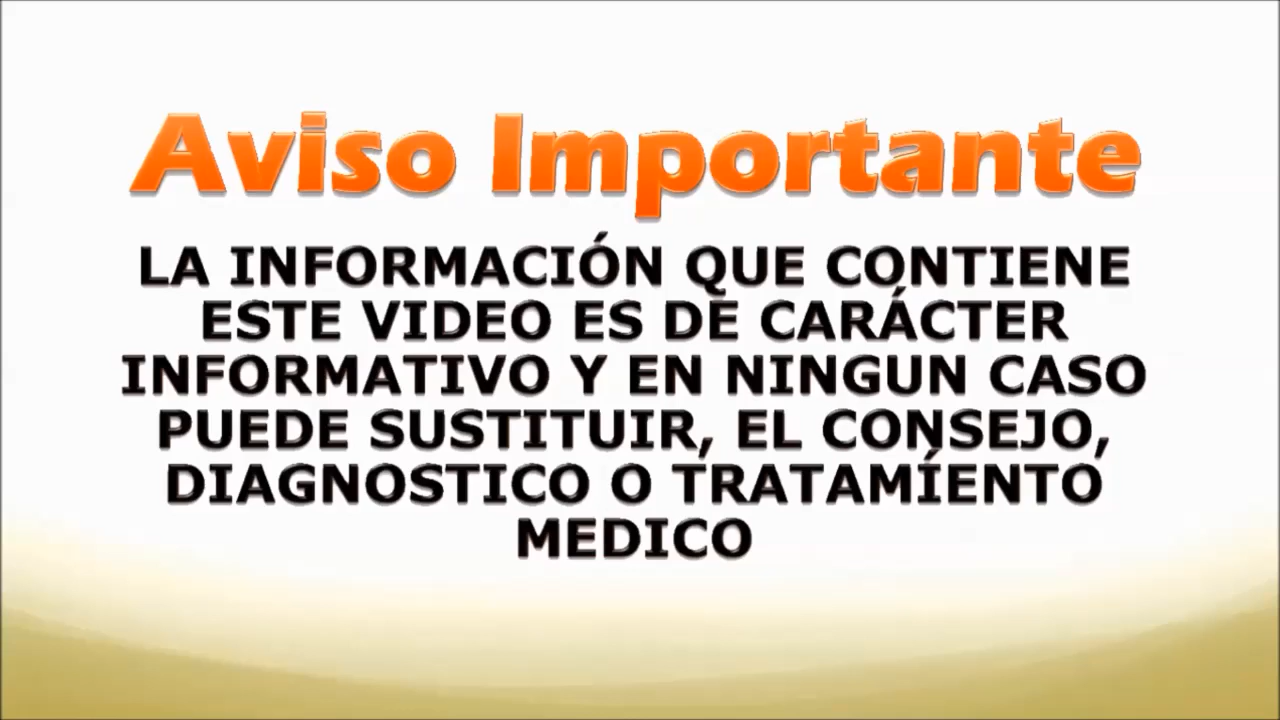 Aviso Importante
LA INFORMACIÓN QUE CONTIENE
ESTE VIDEO ES DE CARÁCTER
INFORMATIVO Y EN NINGUN CASO
PUEDE SUSTITUIR, EL CONSEJO,
DIAGNOSTICO O TRATAMÍENTO
MEDICO